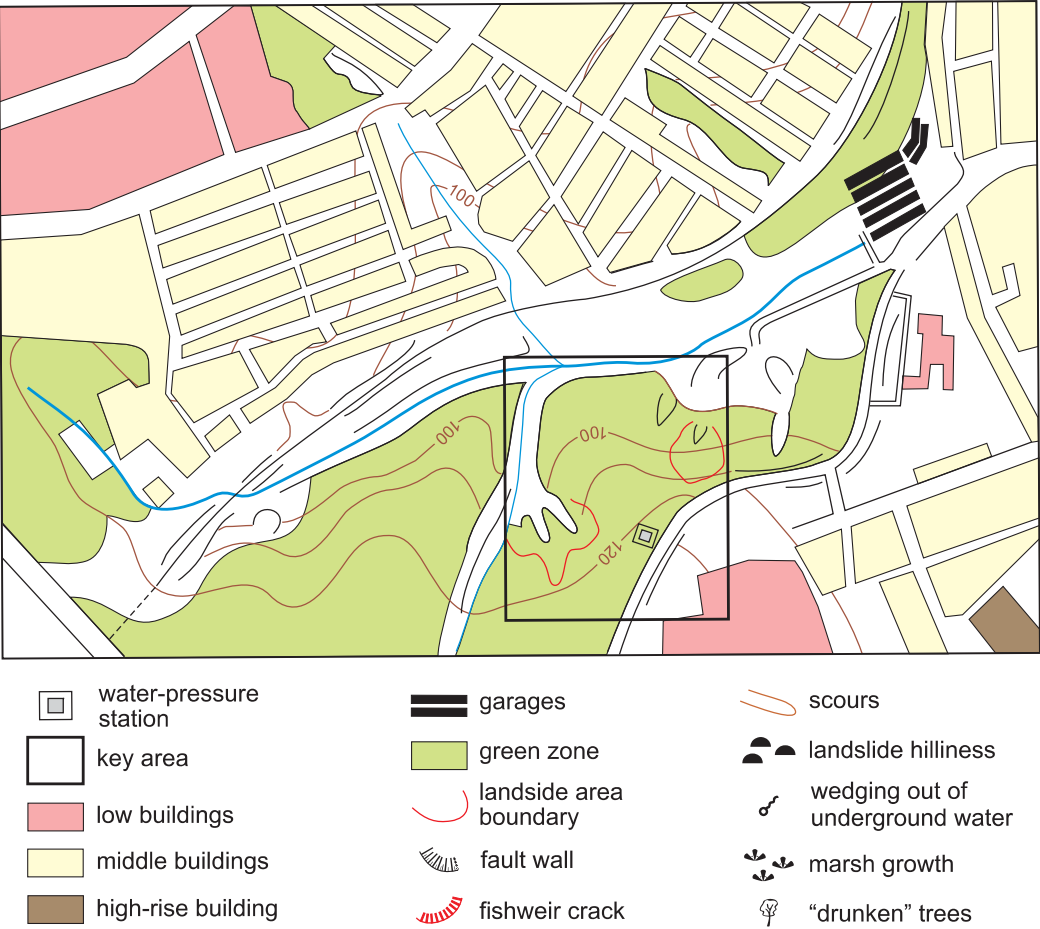 100
100
100
120
water-pressure
station
key area
low buildings
middle buildings
high-rise building
garages
green zone
landside area
boundary
fault wall
fishweir crack
scours
landslide hilliness
wedging out of
underground water
marsh growth
“drunken” trees